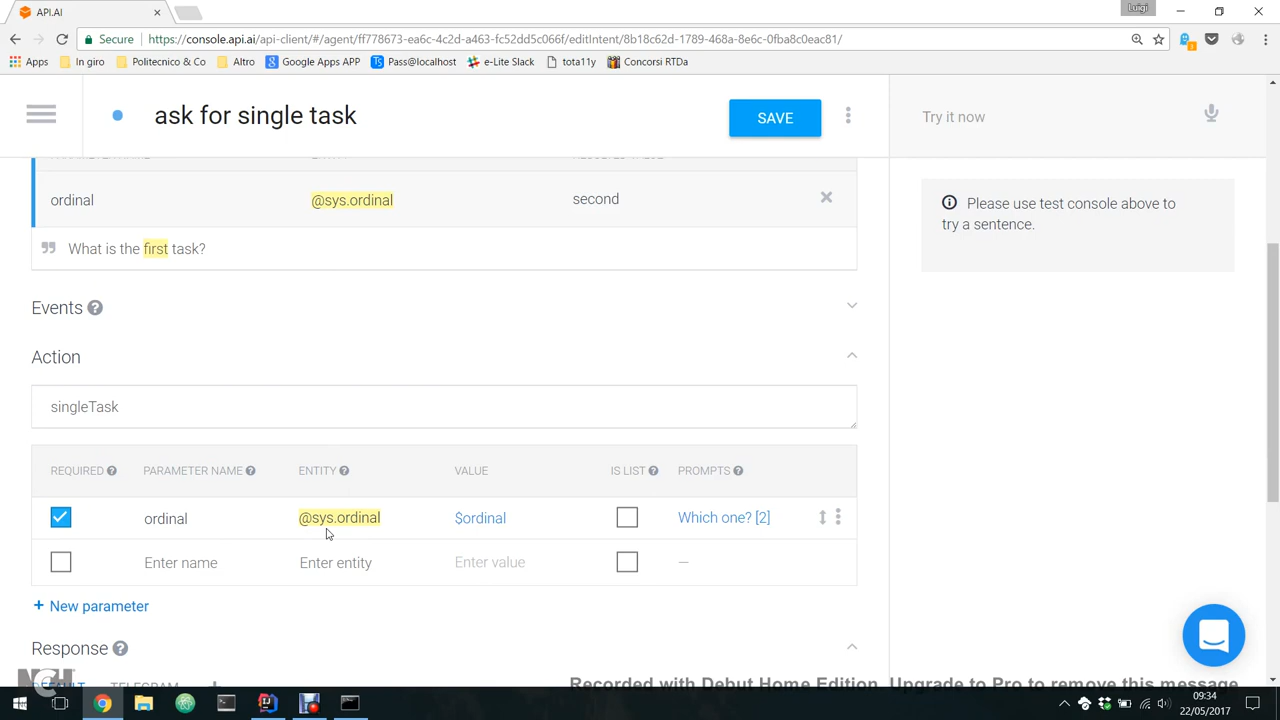 API.AI
Luigi
Secure https://console.api.ai/api-client/#/agent/ff778673-ea6c-4c2d-a463-fc52dd5c066f/editIntent/8b18c62d-1789-468a-8e6c-0fba8c0eac81/
Apps In giro Politecnico & Co Altro Google Apps APP Pass@localhost e-Lite Slack tota11y Concorsi RTDa
ask for single task SAVE Try it now
ordinal @sys.ordinal second
Please use test console above to
try a sentence.
What is the first task?
Events
Action
singleTask
REQUIRED PARAMETER NAME ENTITY VALUE IS LIST PROMPTS
ordinal @sys.ordinal $ordinal Which one? [2]
Enter name Enter entity Enter value —
+ New parameter
Response
NCH
DEFAULT TELEGRAM +
Recorded with Debut Home Edition. Upgrade to Pro to remove this message
09:34
22/05/2017